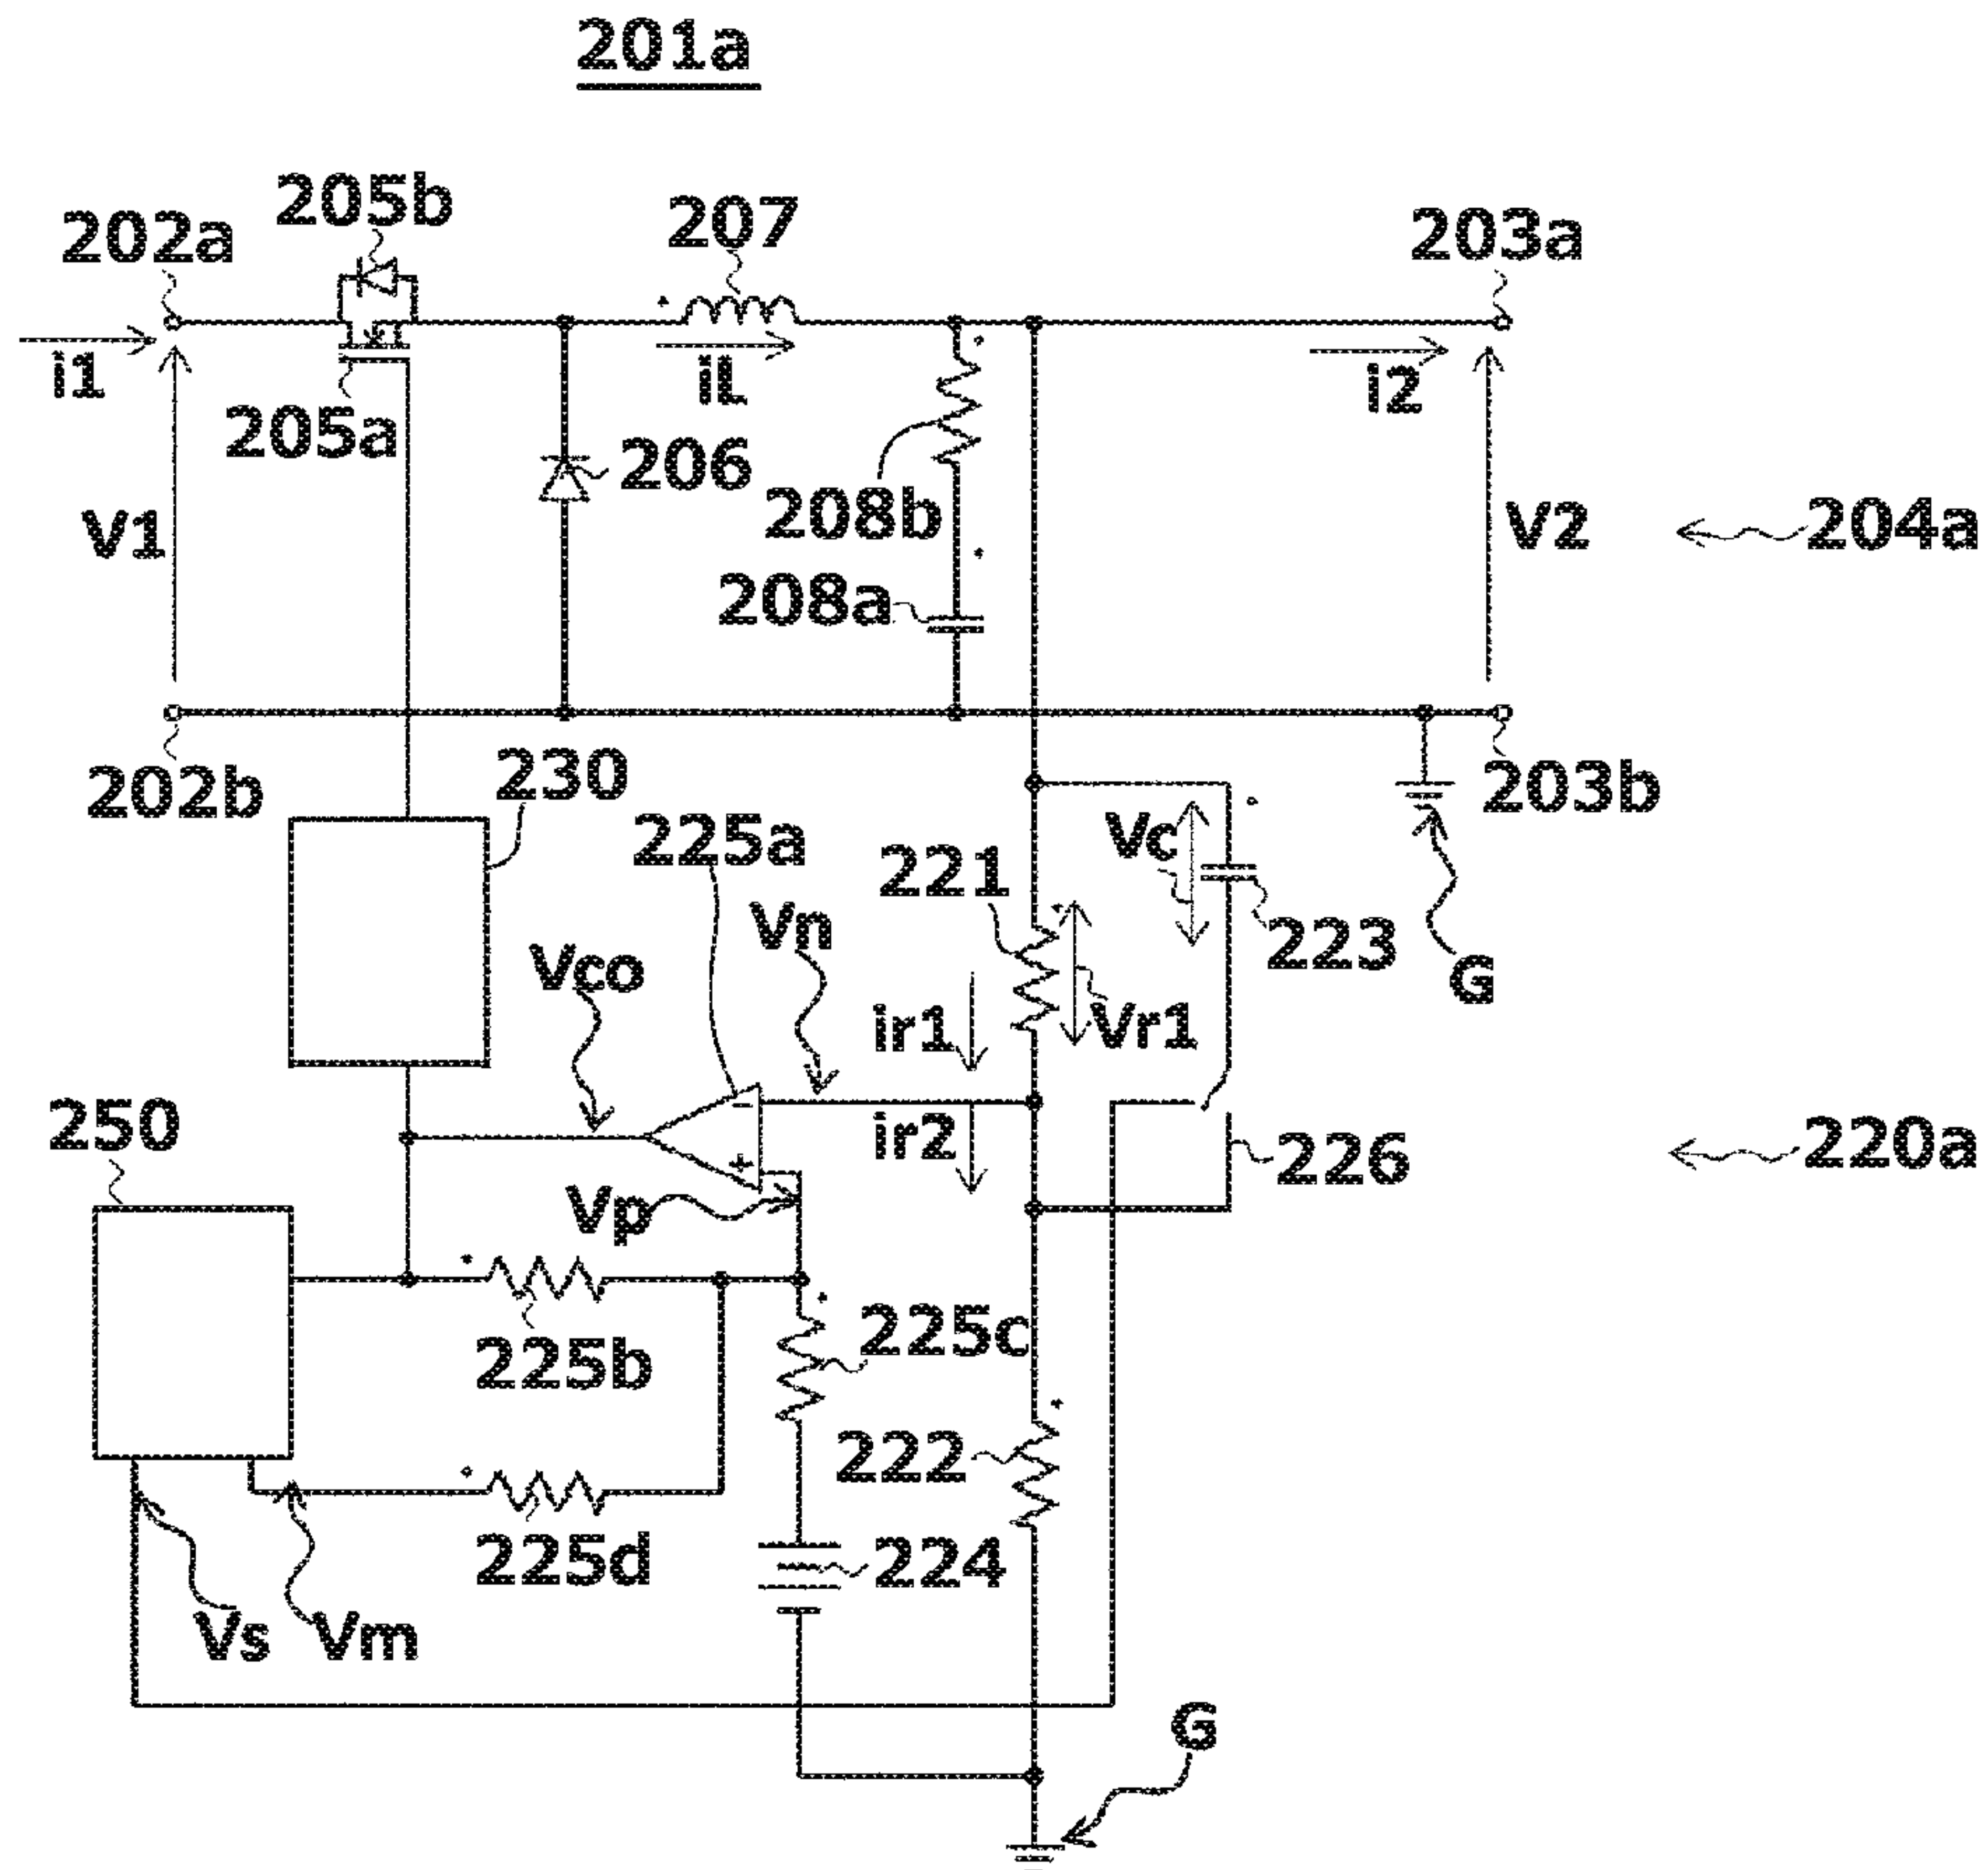 201a
205b
202a
207
203a
i1
iL
i2
205a
206
V1
208b
V2
204a
208a
202b
230
203b
225a
221
Vc
Vn
223
Vco
G
ir1
Vr1
250
−
ir2
226
220a
+
Vp
225b
225c
222
225d
224
Vs
Vm
G